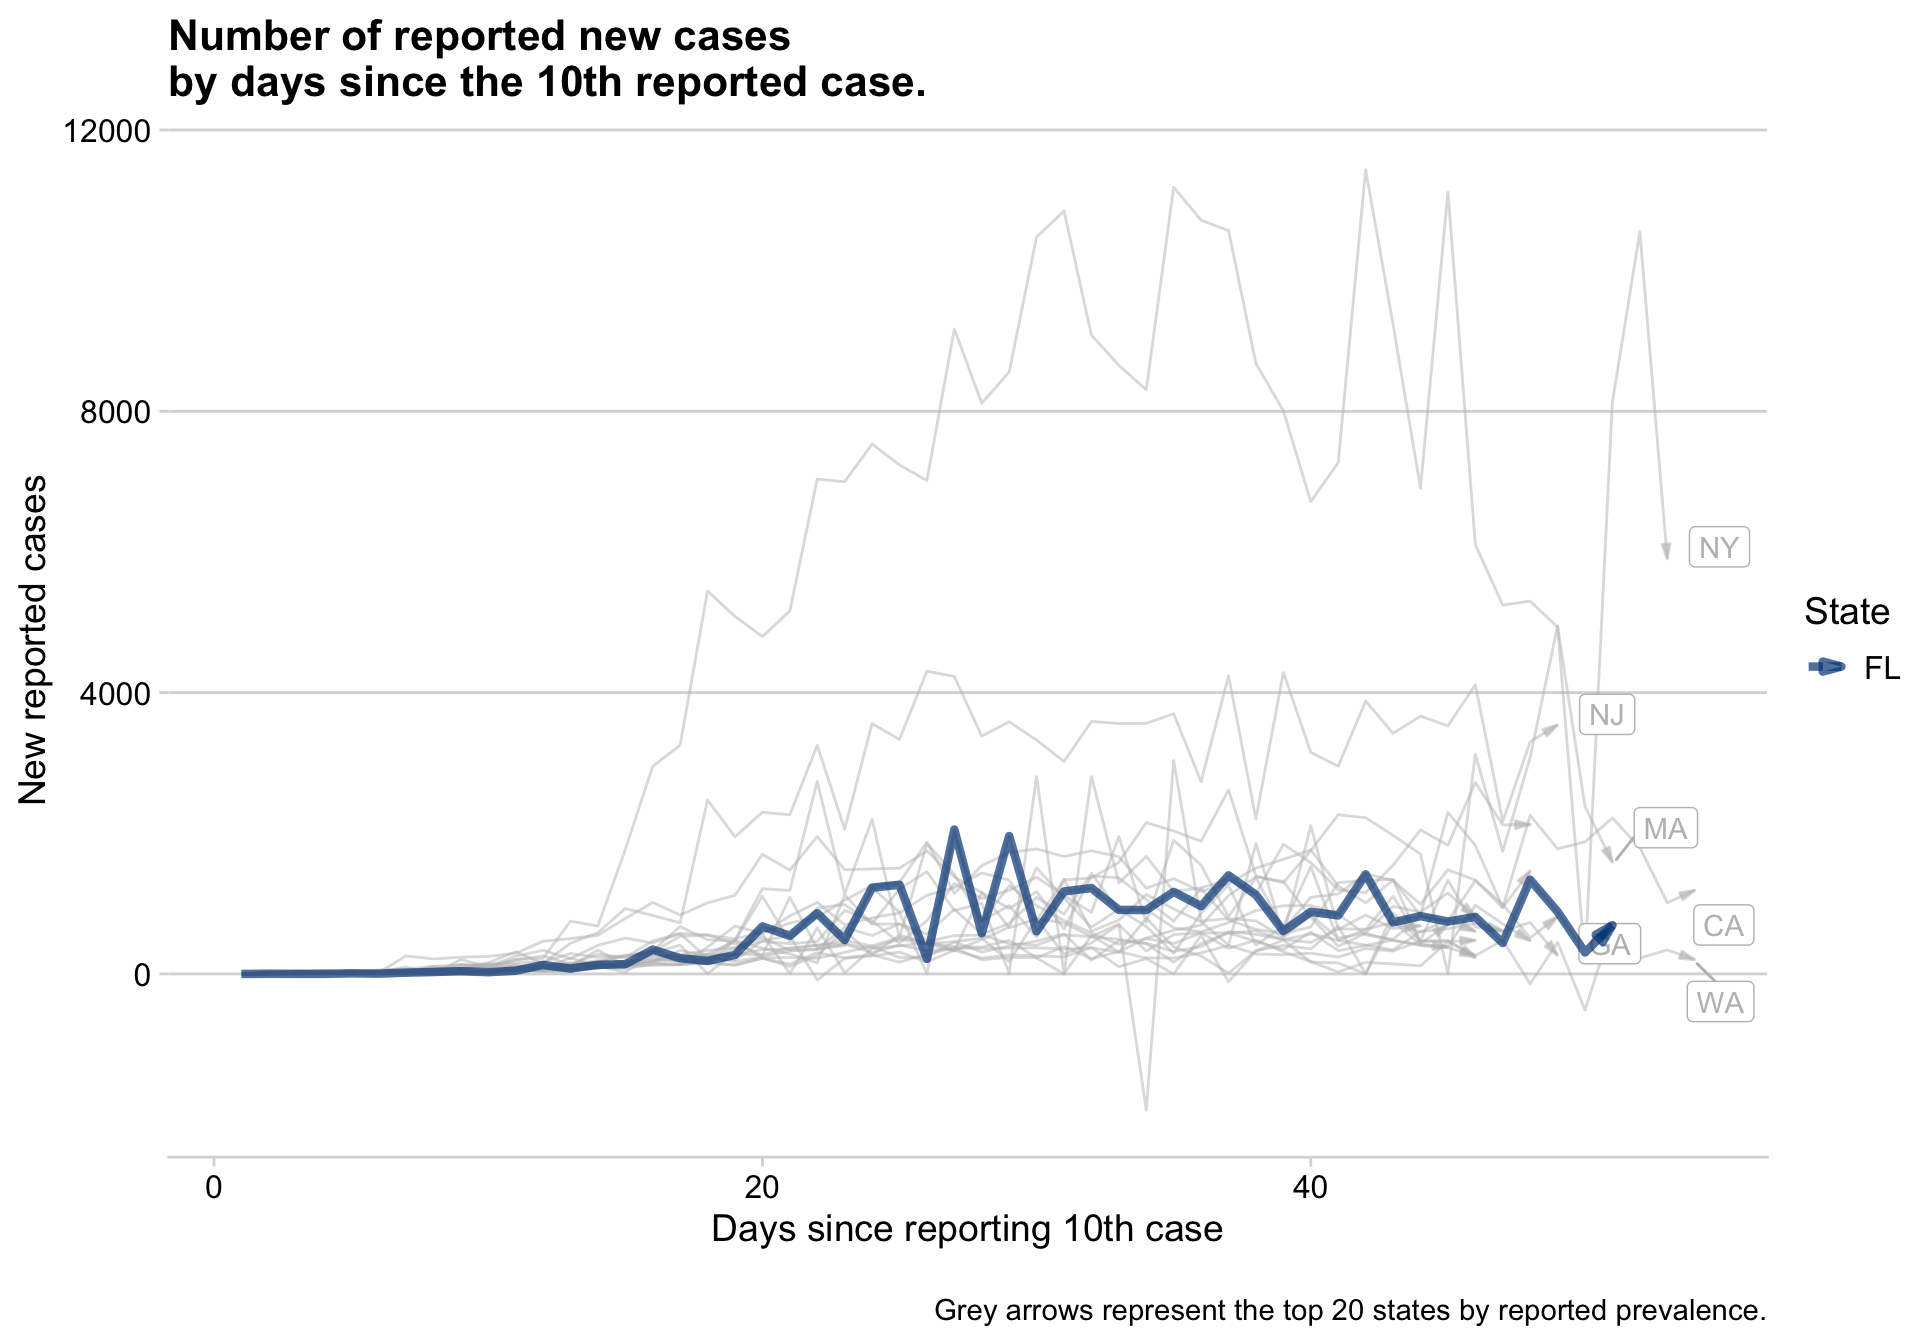 Number of reported new cases
by days since the 10th reported case.
12000
8000
4000
0
New reported cases
NY
NJ
MA
CA
GA
WA
State
FL
0
20
40
Days since reporting 10th case
Grey arrows represent the top 20 states by reported prevalence.